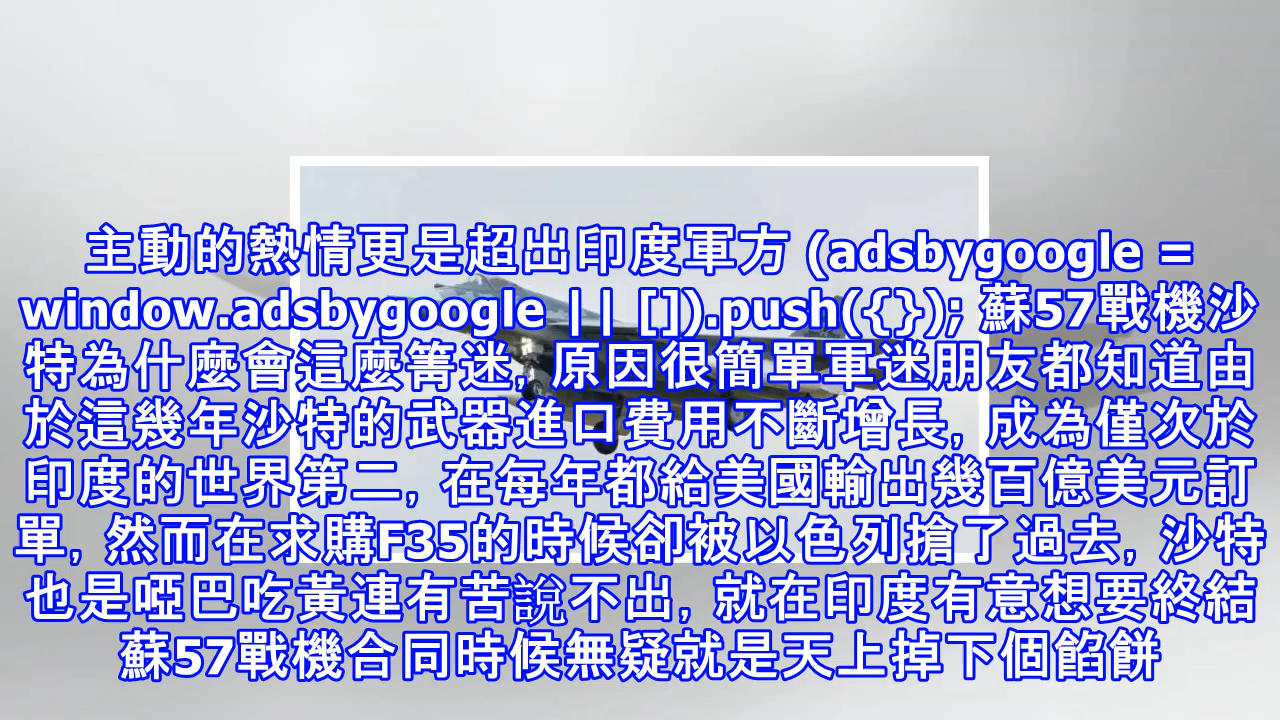 主動的熱情更是超出印度軍方 (adsbygoogle =
window.adsbygoogle || []).push({}); 蘇57戰機沙
特為什麼會這麼箐迷, 原因很簡單軍迷朋友都知道由
於這幾年沙特的武器進口費用不斷增長, 成為僅次於
印度的世界第二, 在每年都給美國輸出幾百億美元訂
單, 然而在求購F35的時候卻被以色列搶了過去, 沙特
也是啞巴吃黃連有苦說不出, 就在印度有意想要終結
蘇57戰機合同時候無疑就是天上掉下個餡餅